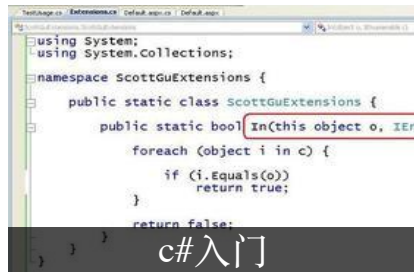 TestUsage.cs Extensions.cs Default.aspx.cs Default.aspx
using System;
using System.Collections;
namespace ScottGuExtensions {
public static class ScottGuExtensions {
public static bool In(this object o, IEn
foreach (object i in c) {
if (i.Equals(o))
return true;
}
return false;
}
}
}
c#入门